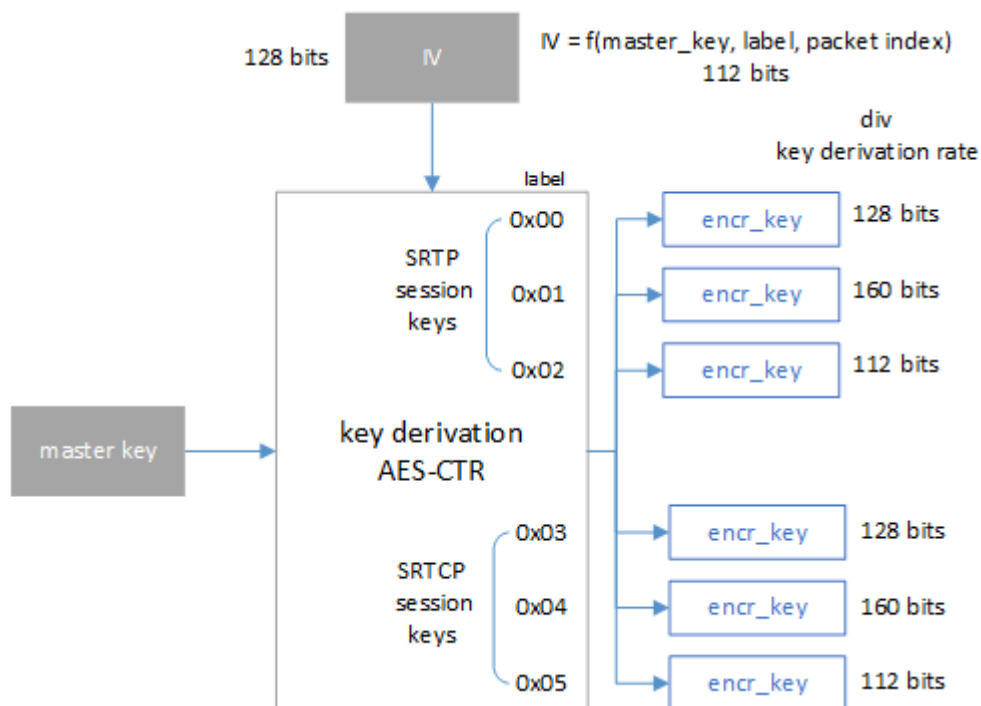 128 bits
IV
IV = f(master_key, label, packet index)
112 bits
div
key derivation rate
label
0x00
encr_key
128 bits
SRTP
session
keys
0x01
encr_key
160 bits
0x02
encr_key
112 bits
master key
key derivation
AES-CTR
0x03
encr_key
128 bits
SRTCP
session
keys
0x04
encr_key
160 bits
0x05
encr_key
112 bits